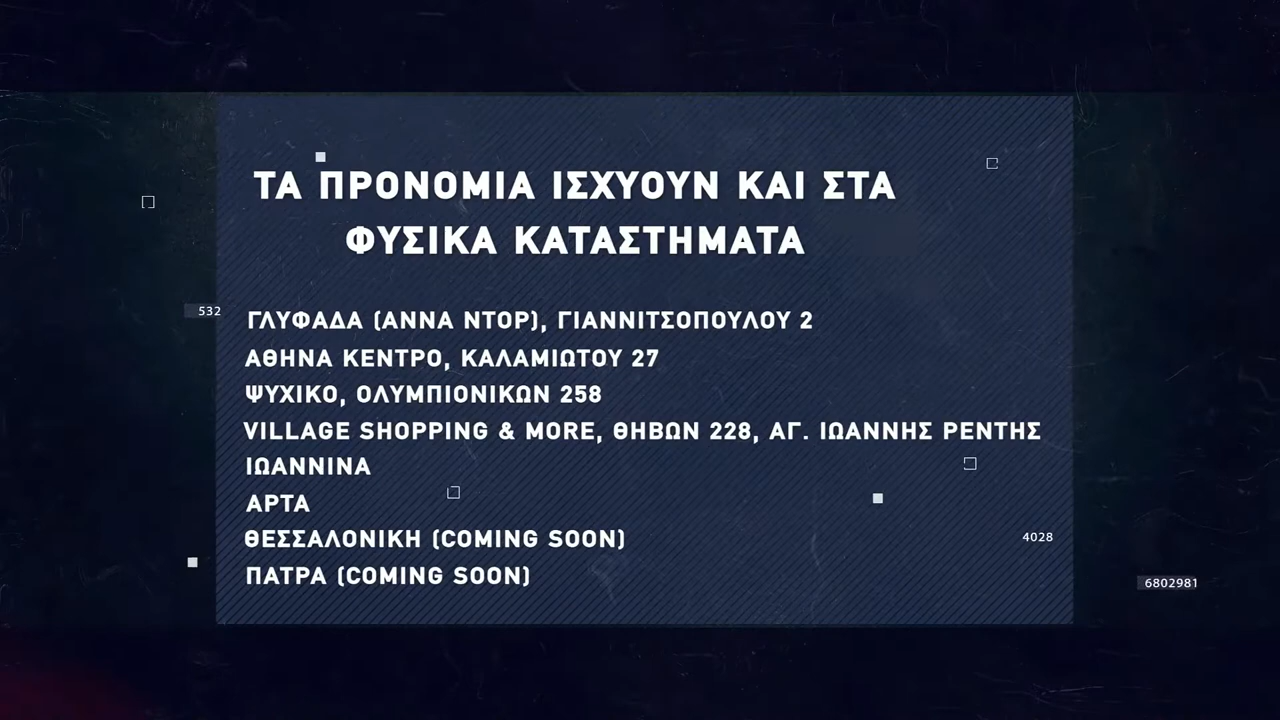 ΤΑ ΠΡΟΝΟΜΙΑ ΙΣΧΥΟΥΝ ΚΑΙ ΣΤΑ
ΦΥΣΙΚΑ ΚΑΤΑΣΤΗΜΑΤΑ
532
ΓΛΥΦΑΔΑ (ΑΝΝΑ ΝΤΟΡ), ΓΙΑΝΝΙΤΣΟΠΟΥΛΟΥ 2
ΑΘΗΝΑ ΚΕΝΤΡΟ, ΚΑΛΑΜΙΩΤΟΥ 27
ΨΥΧΙΚΟ, ΟΛΥΜΠΙΟΝΙΚΩΝ 258
VILLAGE SHOPPING & MORE, ΘΗΒΩΝ 228, ΑΓ. ΙΩΑΝΝΗΣ ΡΕΝΤΗΣ
ΙΩΑΝΝΙΝΑ
ΑΡΤΑ
ΘΕΣΣΑΛΟΝΙΚΗ (COMING SOON)
4028
ΠΑΤΡΑ (COMING SOON)
6802981